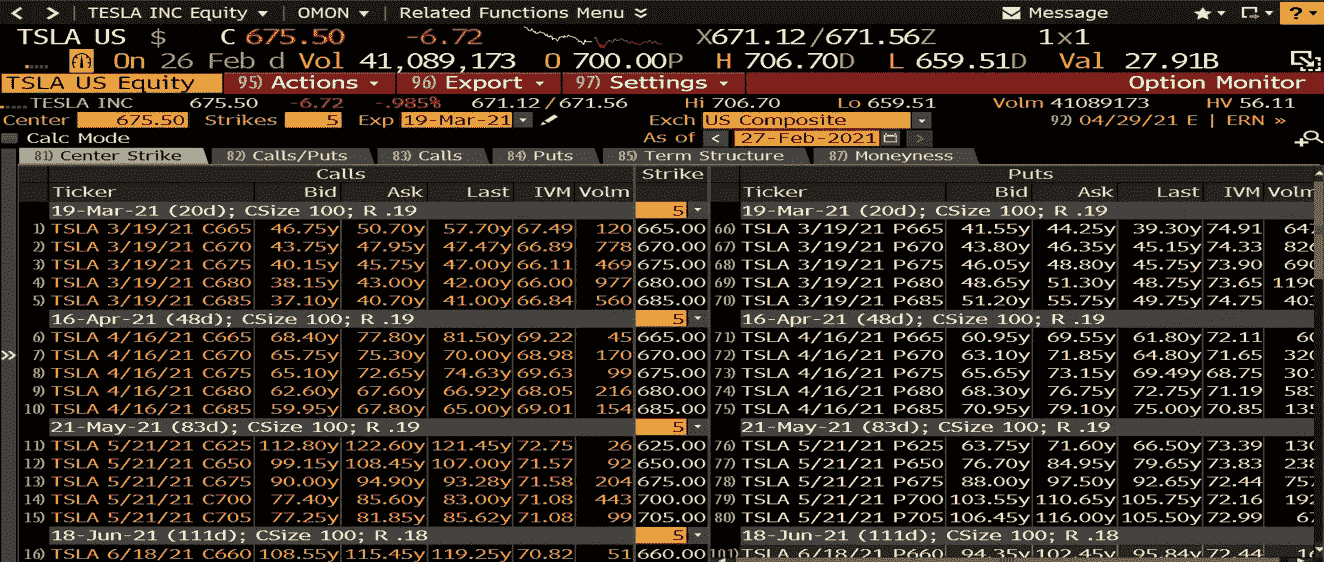 < > TSLA INC Equity ▾ | OMON ▾ | Related Functions Menu Message ?
TSLA US $ C 675.50 -6.72 X671.12/671.56Z 1x1
On 26 Feb d Vol 41,089,173 O 700.00P H 706.70D L 659.51D Val 27.91B
TSLA US Equity 95) Actions 96) Export 97) Settings Option Monitor
TESLA INC 675.50 -6.72 -.985% 671.12/671.56 Hi 706.70 Lo 659.51 Volm 41089173 HV 56.11
Center 675.50 Strikes 5 Exp 19-Mar-21 Exch US Composite 92) 04/29/21 E | ERN »
Calc Mode As of < 27-Feb-2021 >
81) Center Strike 82) Calls/Puts 83) Calls 84) Puts 85) Term Structure 87) Moneyness
Calls Strike Puts
Ticker Bid Ask Last IVM Volm Ticker Bid Ask Last IVM Volm
19-Mar-21 (20d); CSize 100; R .19 5 19-Mar-21 (20d); CSize 100; R .19
1) TSLA 3/19/21 C665 46.75y 50.70y 57.70y 67.49 120 665.00 66) TSLA 3/19/21 P665 41.55y 44.25y 39.30y 74.91 647
2) TSLA 3/19/21 C670 43.75y 47.95y 47.47y 66.89 778 670.00 67) TSLA 3/19/21 P670 43.80y 46.35y 45.15y 74.33 826
3) TSLA 3/19/21 C675 40.15y 45.75y 47.00y 66.11 469 675.00 68) TSLA 3/19/21 P675 46.05y 48.80y 45.75y 73.90 690
4) TSLA 3/19/21 C680 38.15y 43.00y 42.00y 66.00 977 680.00 69) TSLA 3/19/21 P680 48.65y 51.30y 48.75y 73.65 1190
5) TSLA 3/19/21 C685 37.10y 40.70y 41.00y 66.84 560 685.00 70) TSLA 3/19/21 P685 51.20y 55.75y 49.75y 74.75 403
16-Apr-21 (48d); CSize 100; R .19 5 16-Apr-21 (48d); CSize 100; R .19
6) TSLA 4/16/21 C665 68.40y 77.80y 81.50y 69.22 45 665.00 71) TSLA 4/16/21 P665 60.95y 69.55y 61.80y 72.11
7) TSLA 4/16/21 C670 65.75y 75.30y 70.00y 68.98 170 670.00 72) TSLA 4/16/21 P670 63.10y 71.85y 64.80y 71.65 320
8) TSLA 4/16/21 C675 65.10y 72.65y 74.63y 69.63 99 675.00 73) TSLA 4/16/21 P675 65.65y 73.15y 69.49y 68.75 301
9) TSLA 4/16/21 C680 62.60y 67.60y 66.92y 68.05 216 680.00 74) TSLA 4/16/21 P680 68.30y 76.75y 72.75y 71.19 583
10) TSLA 4/16/21 C685 59.95y 67.80y 65.00y 69.01 154 685.00 75) TSLA 4/16/21 P685 70.95y 79.10y 75.00y 70.85 135
21-May-21 (83d); CSize 100; R .19 5 21-May-21 (83d); CSize 100; R .19
11) TSLA 5/21/21 C625 112.80y 122.60y 121.45y 72.75 26 625.00 76) TSLA 5/21/21 P625 63.75y 71.60y 66.50y 73.39 130
12) TSLA 5/21/21 C650 99.15y 108.45y 107.00y 71.57 92 650.00 77) TSLA 5/21/21 P650 76.70y 84.95y 79.65y 73.83 238
13) TSLA 5/21/21 C675 90.00y 94.90y 93.28y 71.58 204 675.00 78) TSLA 5/21/21 P675 88.00y 97.50y 92.65y 72.44 757
14) TSLA 5/21/21 C700 77.40y 85.60y 83.00y 71.08 443 700.00 79) TSLA 5/21/21 P700 103.55y 110.65y 105.75y 72.16 192
15) TSLA 5/21/21 C705 77.25y 81.85y 85.62y 71.08 99 705.00 80) TSLA 5/21/21 P705 106.45y 116.00y 105.50y 72.99
18-Jun-21 (111d); CSize 100; R .18 5 18-Jun-21 (111d); CSize 100; R .18
16) TSLA 6/18/21 C660 108.55y 115.45y 119.25y 70.82 51 660.00 101) TSLA 6/18/21 P660 94.35y 102.45y 95.84y 72.44